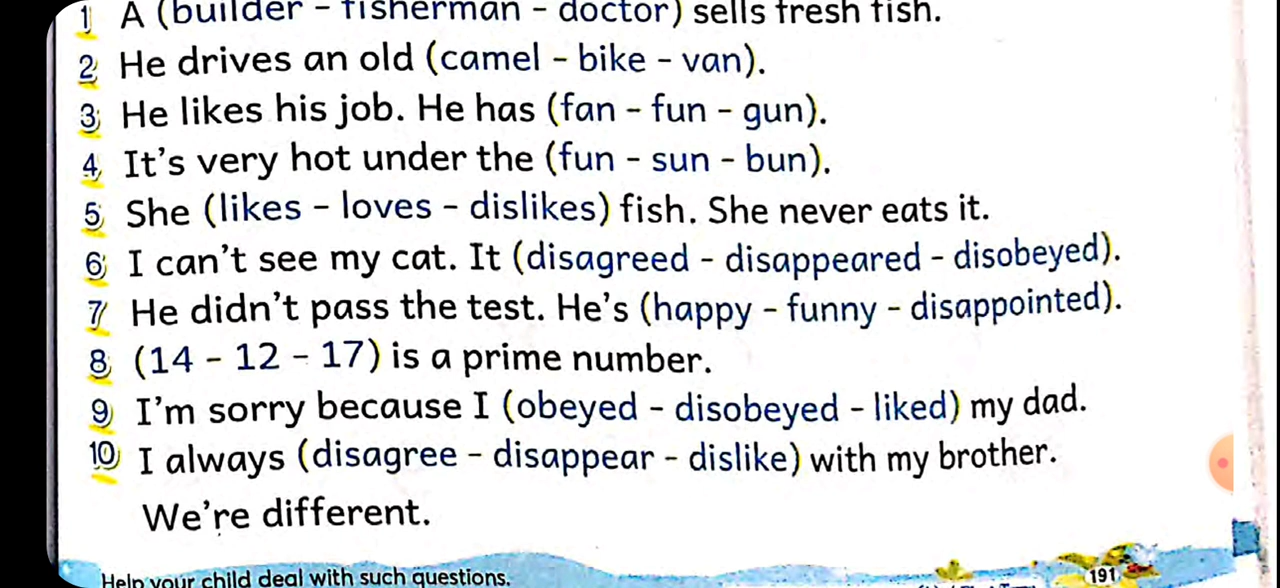 1 A (builder - fisherman - doctor) sells fresh fish.
2 He drives an old (camel - bike - van).
3 He likes his job. He has (fan - fun - gun).
4 It's very hot under the (fun - sun - bun).
5 She (likes - loves - dislikes) fish. She never eats it.
6 I can't see my cat. It (disagreed - disappeared - disobeyed).
7 He didn't pass the test. He's (happy - funny - disappointed).
8 (14 - 12 - 17) is a prime number.
9 I'm sorry because I (obeyed - disobeyed - liked) my dad.
10 I always (disagree - disappear - dislike) with my brother.
We're different.
Help your child deal with such questions.
191